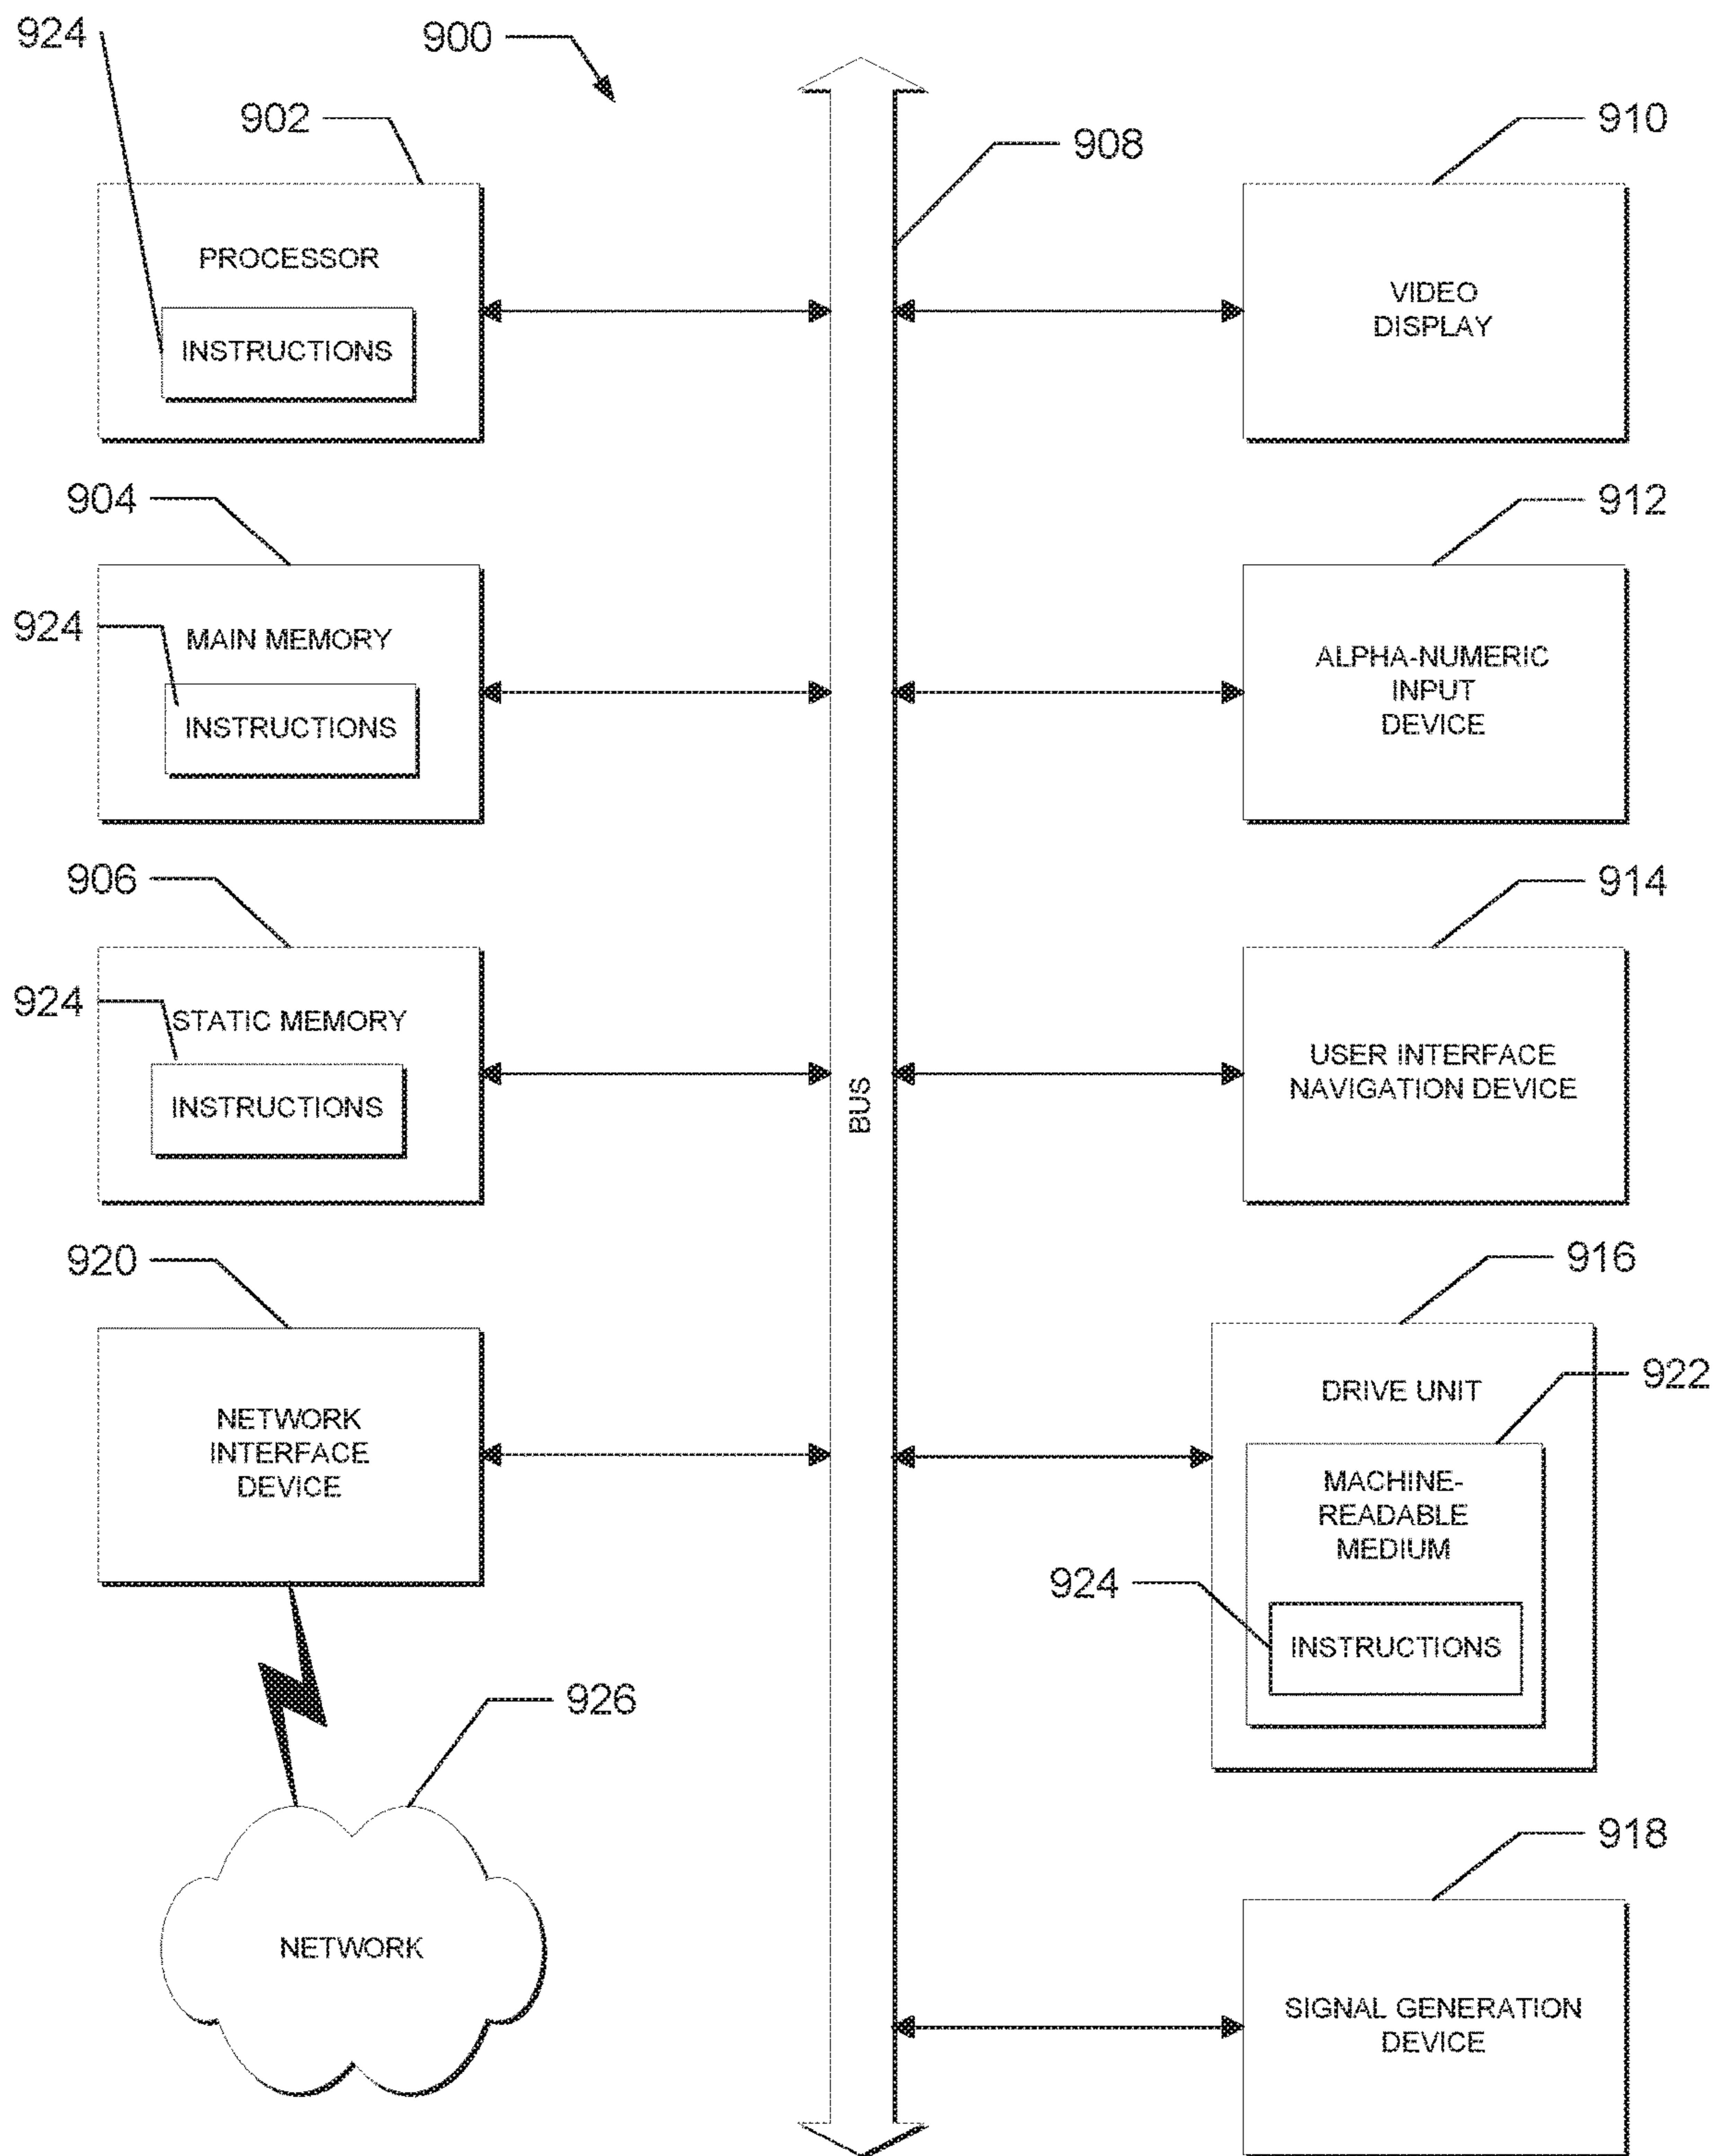 924
900
902
908
910
PROCESSOR
INSTRUCTIONS
VIDEO
DISPLAY
904
912
924
MAIN MEMORY
INSTRUCTIONS
ALPHA-NUMERIC
INPUT
DEVICE
906
914
924
STATIC MEMORY
INSTRUCTIONS
BUS
USER INTERFACE
NAVIGATION DEVICE
920
916
922
NETWORK
INTERFACE
DEVICE
DRIVE UNIT
MACHINE-
READABLE
MEDIUM
924
INSTRUCTIONS
926
918
NETWORK
SIGNAL GENERATION
DEVICE